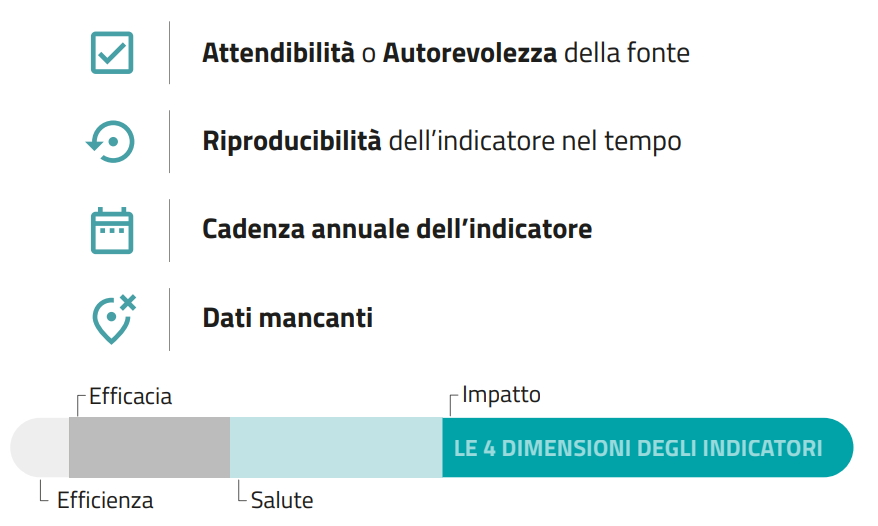 Attendibilità o Autorevolezza della fonte
Riproducibilità dell'indicatore nel tempo
Cadenza annuale dell'indicatore
Dati mancanti
Efficacia
Impatto
LE 4 DIMENSIONI DEGLI INDICATORI
Efficienza
Salute